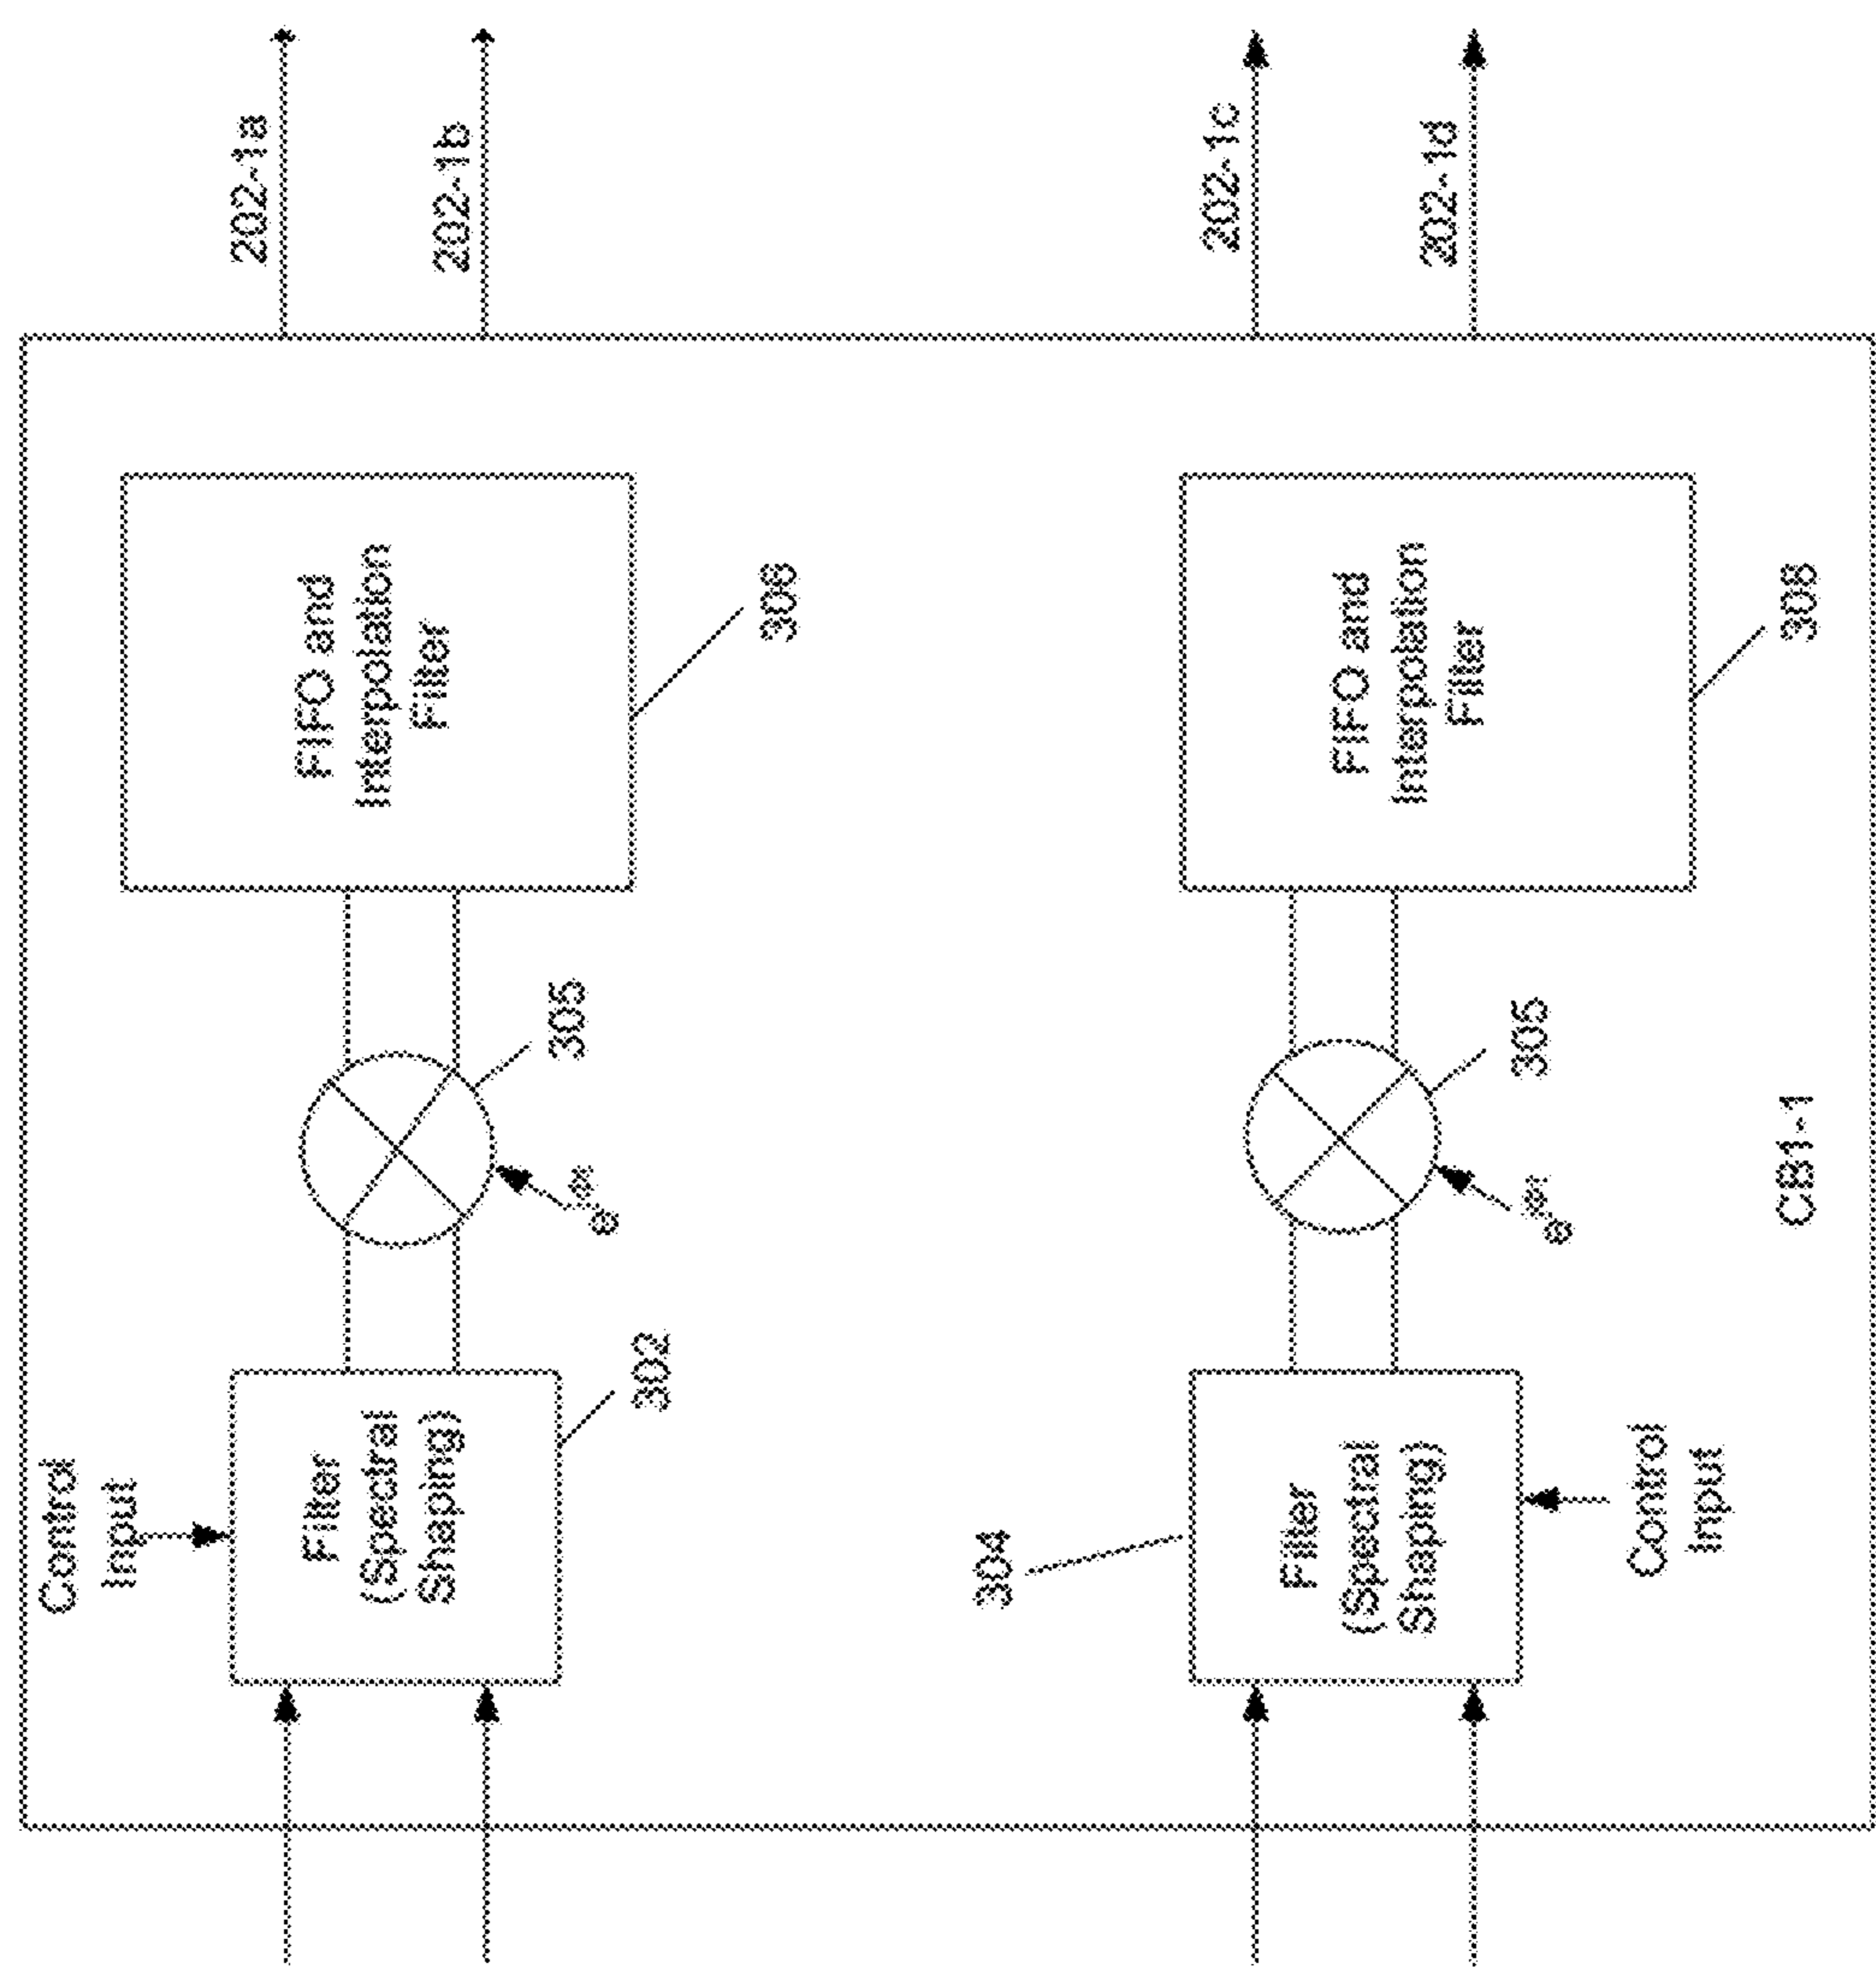 Control
Input
202-1a
Filter
(Spectral
Shaping)
FIFO and
Interpolation
Filter
202-1b
305
e
302
306
304
202-1c
Filter
(Spectral
Shaping)
FIFO and
Interpolation
Filter
202-1d
305
e
Control
Input
308
CB1-1